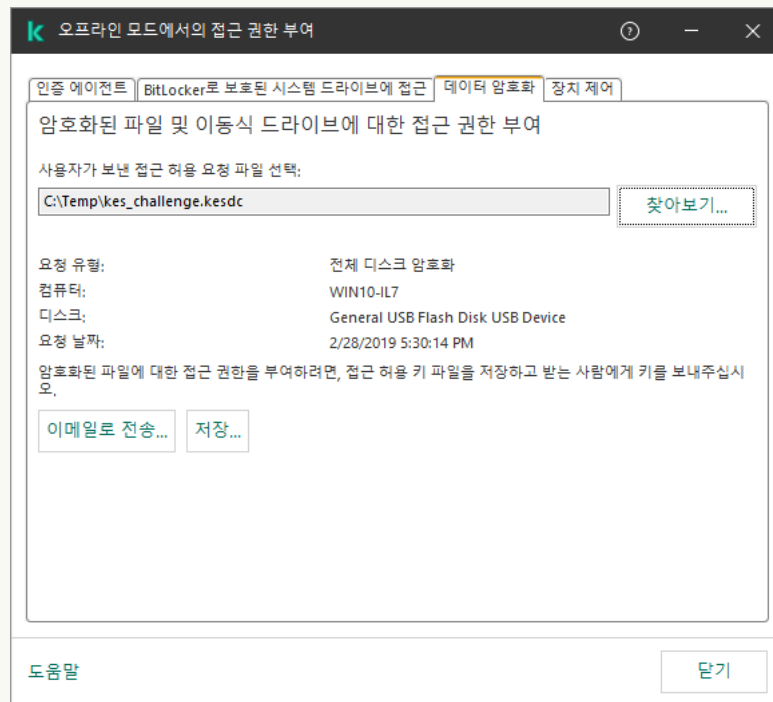 오프라인 모드에서의 접근 권한 부여
인증 에이전트 BitLocker로 보호된 시스템 드라이브에 접근 데이터 암호화 장치 제어
암호화된 파일 및 이동식 드라이브에 대한 접근 권한 부여
사용자가 보낸 접근 허용 요청 파일 선택:
C:\Temp\kes_challenge.kesdc 찾아보기...
요청 유형: 전체 디스크 암호화
컴퓨터: WIN10-IL7
디스크: General USB Flash Disk USB Device
요청 날짜: 2/28/2019 5:30:14 PM
암호화된 파일에 대한 접근 권한을 부여하려면, 접근 허용 키 파일을 저장하고 받는 사람에게 키를 보내주십시
오.
이메일로 전송... 저장...
도움말 닫기